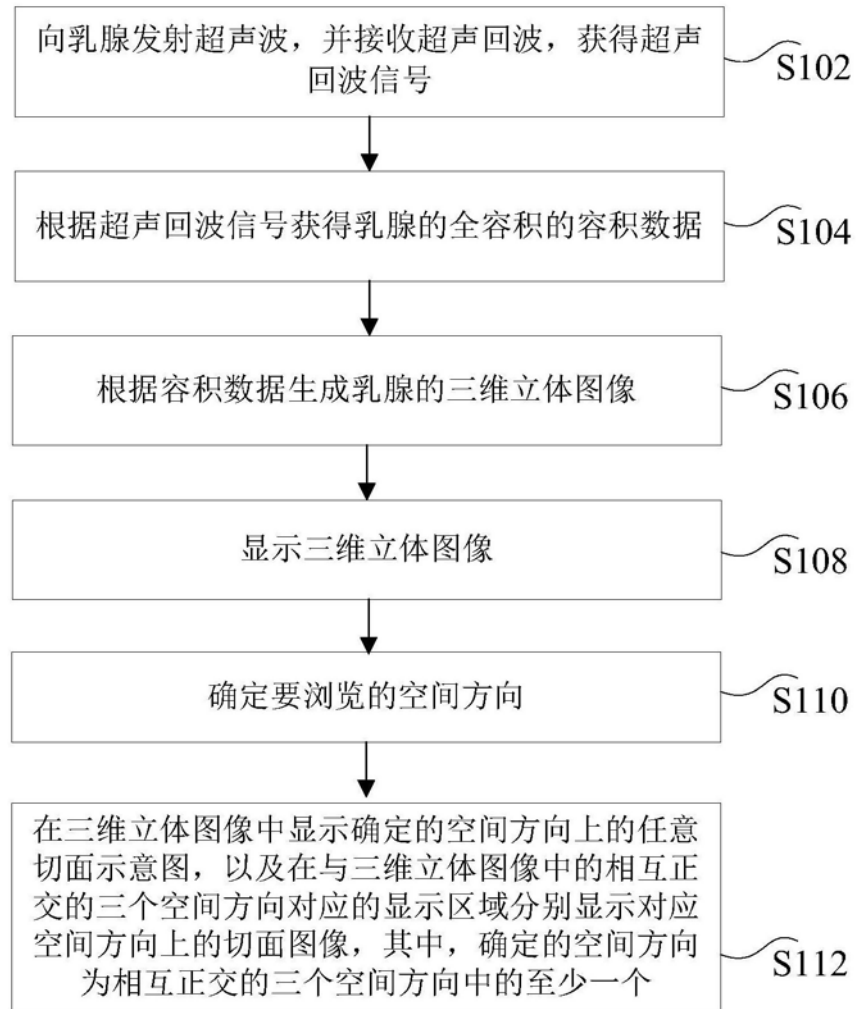 向乳腺发射超声波，并接收超声回波，获得超声
回波信号
S102
根据超声回波信号获得乳腺的全容积的容积数据
S104
根据容积数据生成乳腺的三维立体图像
S106
显示三维立体图像
S108
确定要浏览的空间方向
S110
在三维立体图像中显示确定的空间方向上的任意
切面示意图，以及在与三维立体图像中的相互正
交的三个空间方向对应的显示区域分别显示对应
空间方向上的切面图像，其中，确定的空间方向
为相互正交的三个空间方向中的至少一个
S112